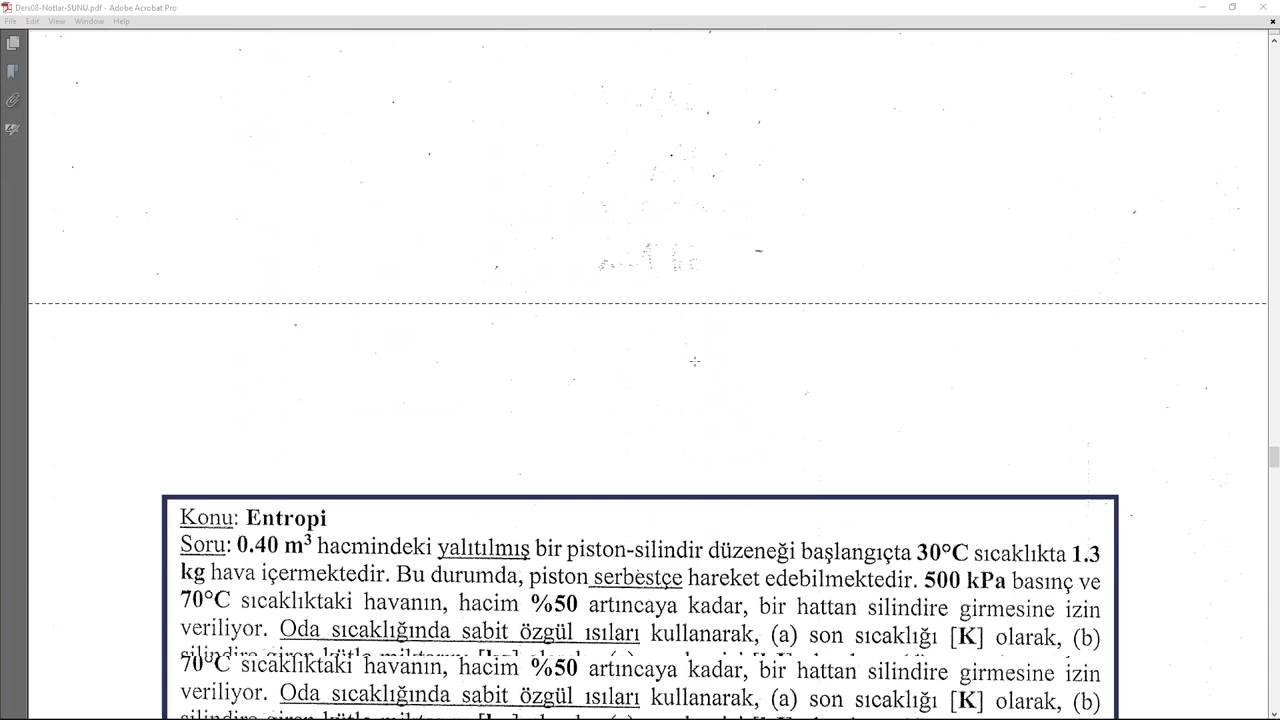 Ders08-Notlar-SUNU.pdf - Adobe Acrobat Pro
File Edit View Window Help
Konu: Entropi
Soru: 0.40 m³ hacmindeki yalıtılmış bir piston-silindir düzeneği başlangıçta 30°C sıcaklıkta 1.3
kg hava içermektedir. Bu durumda, piston serbestçe hareket edebilmektedir. 500 kPa basınç ve
70°C sıcaklıktaki havanın, hacim %50 artıncaya kadar, bir hattan silindire girmesine izin
veriliyor. Oda sıcaklığında sabit özgül ısıları kullanarak, (a) son sıcaklığı [K] olarak, (b)
70°C sıcaklıktaki havanın, hacim %50 artıncaya kadar, bir hattan silindire girmesine izin
veriliyor. Oda sıcaklığında sabit özgül ısıları kullanarak, (a) son sıcaklığı [K] olarak, (b)